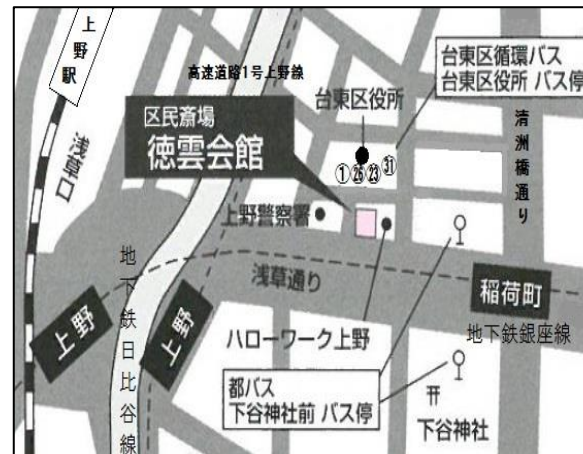 上野駅
高速道路1号上野線
台東区循環バス
台東区役所 バス停
台東区役所
区民斎場
徳雲会館
清洲橋通り
浅草口
①㉖㉓㉛
上野警察署
浅草通り
稲荷町
地下鉄銀座線
上野
上野
地下鉄日比谷線
ハローワーク上野
都バス
下谷神社前 バス停
下谷神社